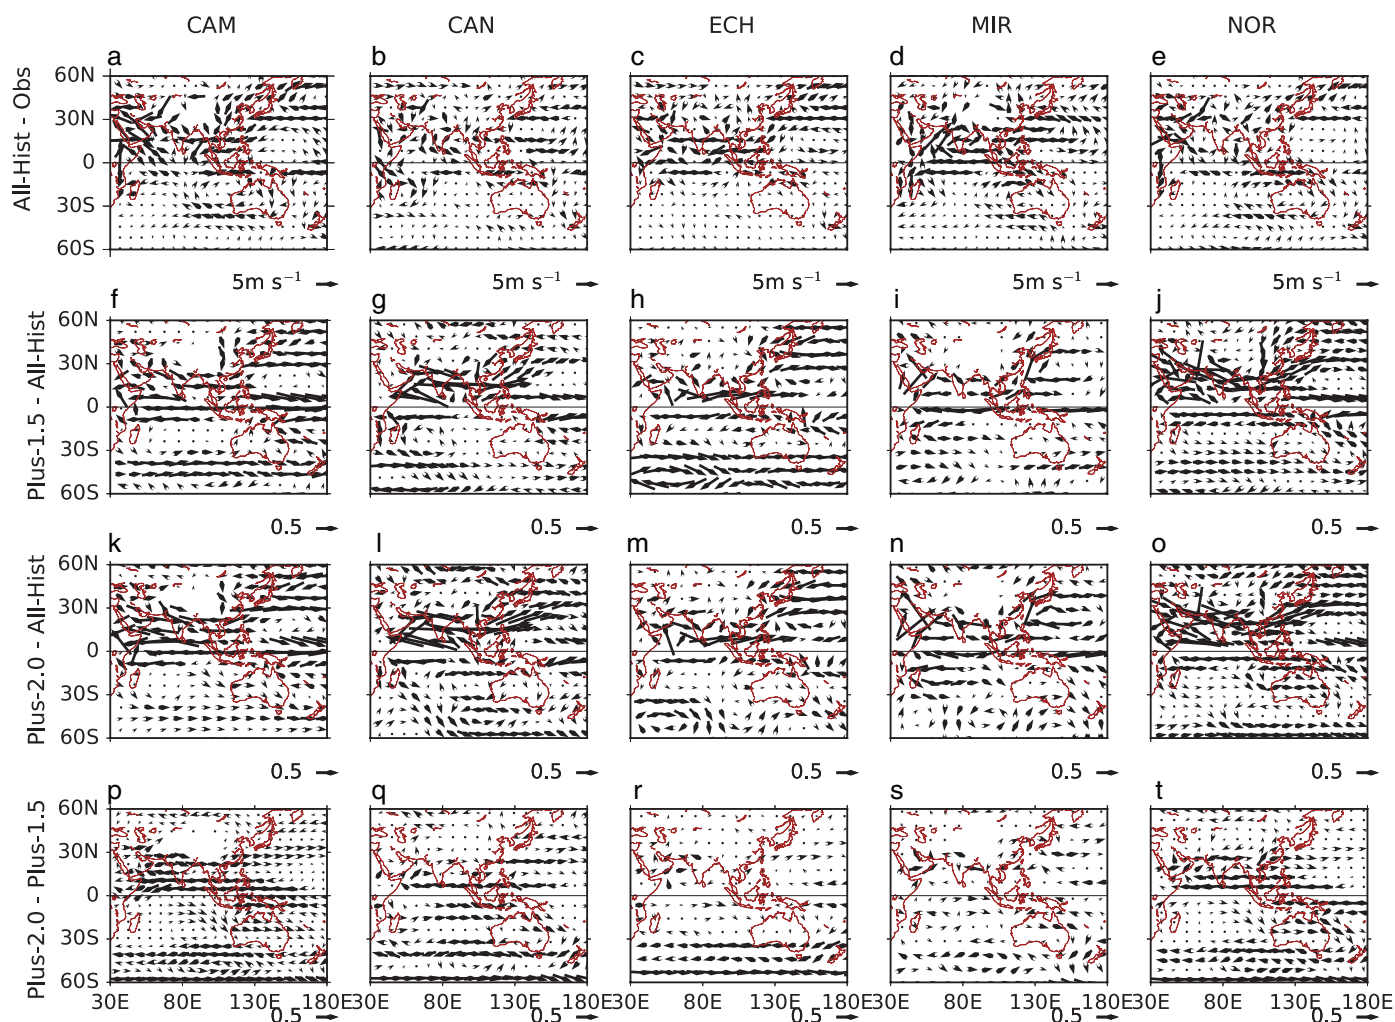 CAM CAN ECH MIR NOR
a b c d e
All-Hist - Obs
60N
30N
0
30S
60S
5m s⁻¹ 5m s⁻¹ 5m s⁻¹ 5m s⁻¹ 5m s⁻¹
f g h i j
Plus-1.5 - All-Hist
60N
30N
0
30S
60S
0.5 0.5 0.5 0.5 0.5
k l m n o
Plus-2.0 - All-Hist
60N
30N
0
30S
60S
0.5 0.5 0.5 0.5 0.5
p q r s t
Plus-2.0 - Plus-1.5
60N
30N
0
30S
60S
30E 80E 130E 180E 30E 80E 130E 180E 30E 80E 130E 180E 30E 80E 130E 180E 30E 80E 130E 180E
0.5 0.5 0.5 0.5 0.5